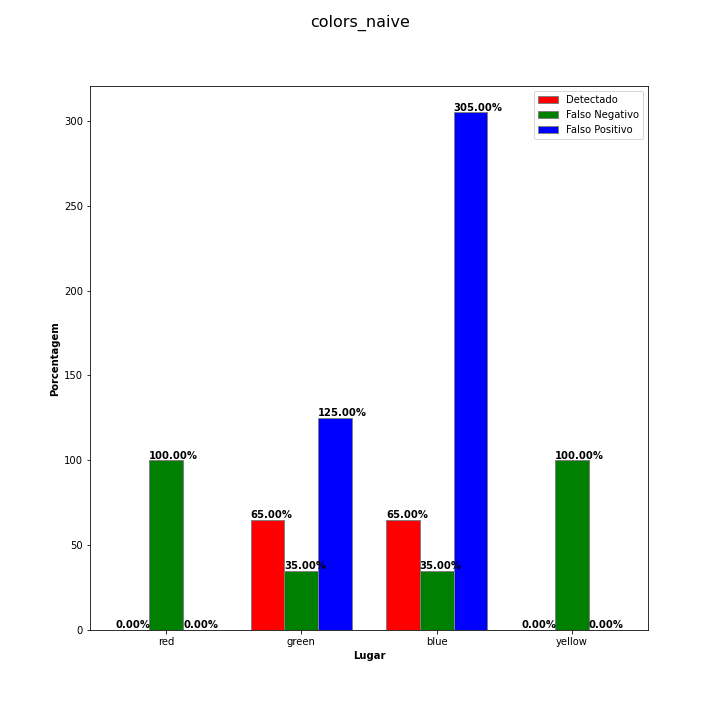 colors_naive
Detectado
Falso Negativo
Falso Positivo
Porcentagem
300
250
200
150
100
50
0
0.00%
100.00%
0.00%
65.00%
35.00%
125.00%
65.00%
35.00%
305.00%
0.00%
100.00%
0.00%
red
green
blue
yellow
Lugar